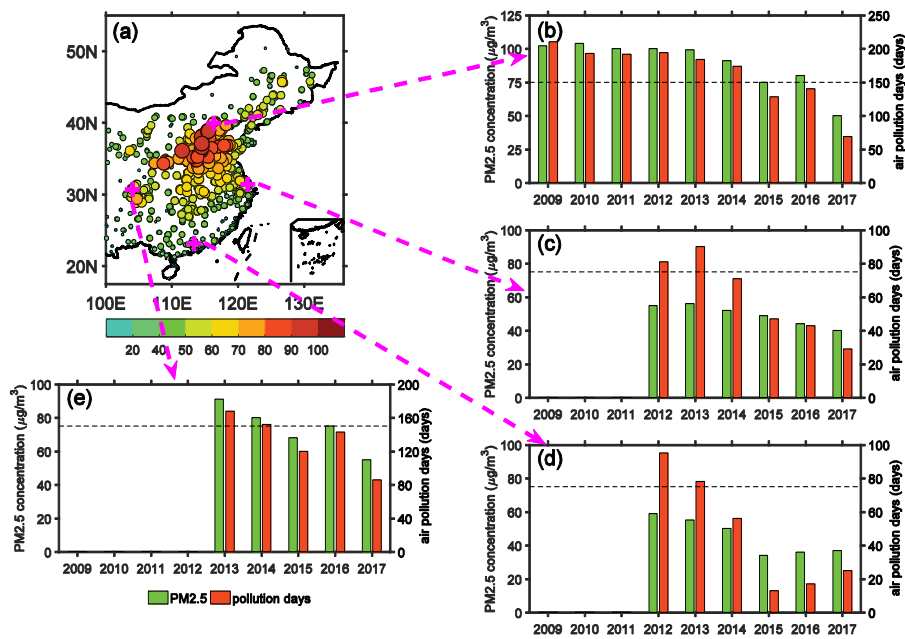 (a)
50N
40N
30N
20N
100E 110E 120E 130E
20 40 50 60 70 80 90 100
(b)
PM2.5 concentration (μg/m³)
125
100
75
50
25
0
250
200
150
100
50
0
air pollution days (days)
2009 2010 2011 2012 2013 2014 2015 2016 2017
(c)
PM2.5 concentration (μg/m³)
100
80
60
40
20
0
100
80
60
40
20
0
air pollution days (days)
2009 2010 2011 2012 2013 2014 2015 2016 2017
(d)
PM2.5 concentration (μg/m³)
100
80
60
40
20
0
100
80
60
40
20
0
air pollution days (days)
2009 2010 2011 2012 2013 2014 2015 2016 2017
(e)
PM2.5 concentration (μg/m³)
100
80
60
40
20
0
200
160
120
80
40
0
air pollution days (days)
2009 2010 2011 2012 2013 2014 2015 2016 2017
PM2.5 pollution days